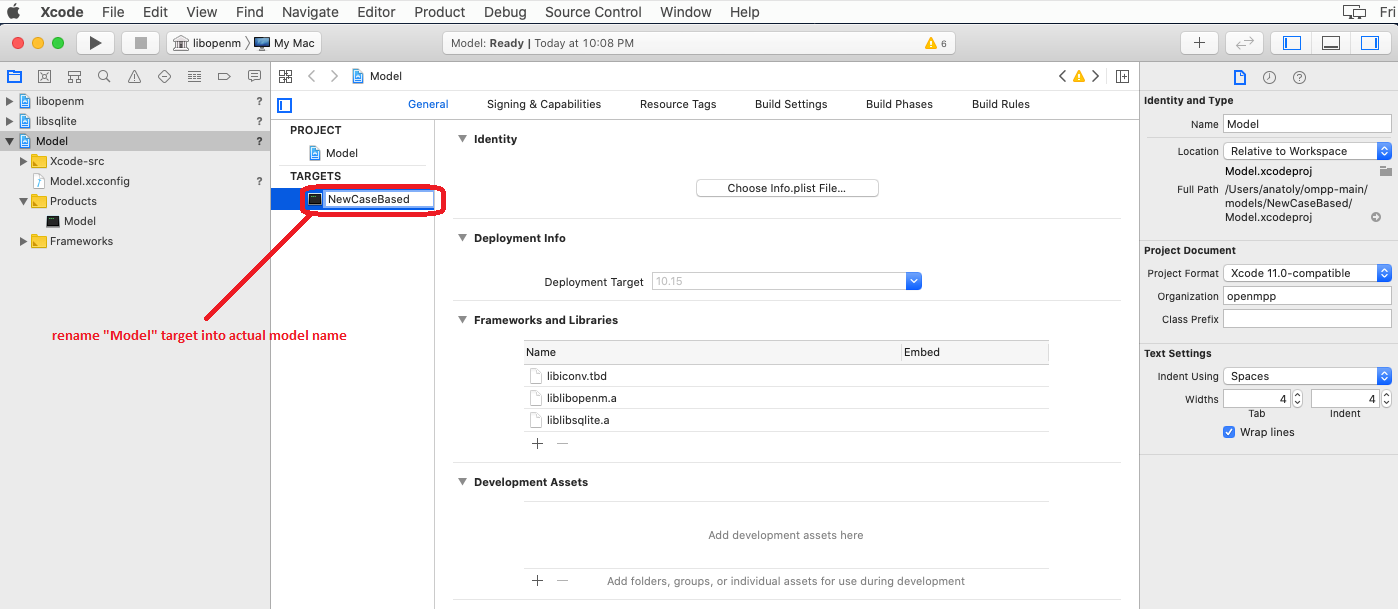 Xcode File Edit View Find Navigate Editor Product Debug Source Control Window Help Fri
libopenm My Mac Model: Ready | Today at 10:08 PM 6
Model
libopenm ?
libsqlite ?
Model ?
Xcode-src
Model.xcconfig ?
Products
Model
Frameworks
General Signing & Capabilities Resource Tags Build Settings Build Phases Build Rules
PROJECT
Model
TARGETS
NewCaseBased
rename "Model" target into actual model name
Identity
Choose Info.plist File...
Deployment Info
Deployment Target 10.15
Frameworks and Libraries
Name Embed
libiconv.tbd
liblibopenm.a
liblibsqlite.a
Development Assets
Add development assets here
Add folders, groups, or individual assets for use during development
Identity and Type
Name Model
Location Relative to Workspace
Model.xcodeproj
Full Path /Users/anatoly/ompp-main/
models/NewCaseBased/
Model.xcodeproj
Project Document
Project Format Xcode 11.0-compatible
Organization openmpp
Class Prefix
Text Settings
Indent Using Spaces
Widths 4 4
Tab Indent
Wrap lines